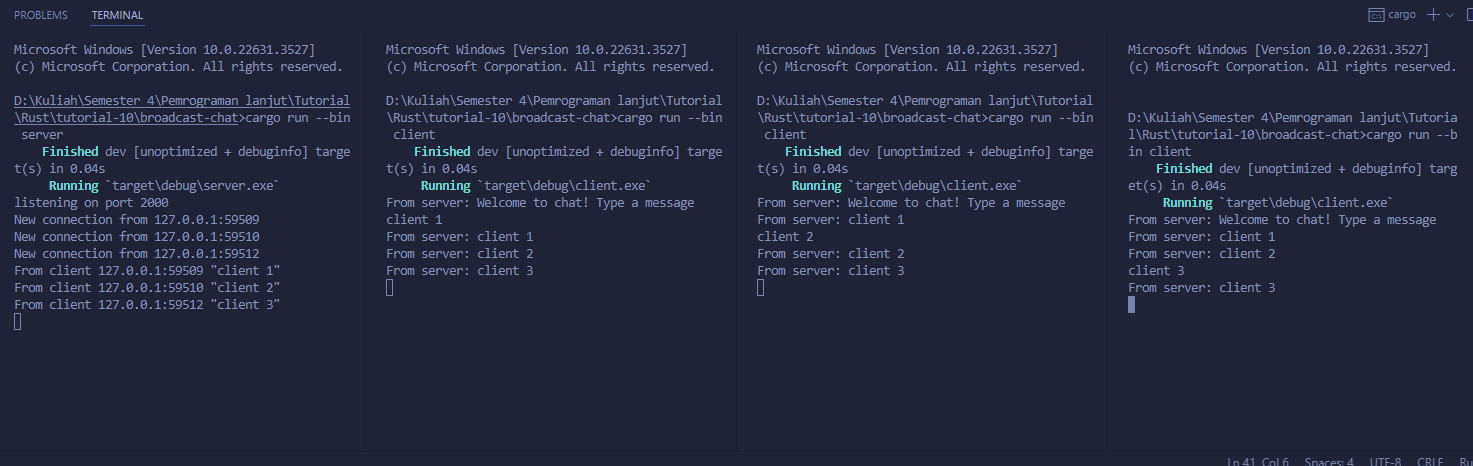 PROBLEMS TERMINAL cargo
Microsoft Windows [Version 10.0.22631.3527]
(c) Microsoft Corporation. All rights reserved.
D:\Kuliah\Semester 4\Pemrograman lanjut\Tutorial
\Rust\tutorial-10\broadcast-chat>cargo run --bin
server
Finished dev [unoptimized + debuginfo] targe
t(s) in 0.04s
Running `target\debug\server.exe`
listening on port 2000
New connection from 127.0.0.1:59509
New connection from 127.0.0.1:59510
New connection from 127.0.0.1:59512
From client 127.0.0.1:59509 "client 1"
From client 127.0.0.1:59510 "client 2"
From client 127.0.0.1:59512 "client 3"
Microsoft Windows [Version 10.0.22631.3527]
(c) Microsoft Corporation. All rights reserved.
D:\Kuliah\Semester 4\Pemrograman lanjut\Tutorial
\Rust\tutorial-10\broadcast-chat>cargo run --bin
client
Finished dev [unoptimized + debuginfo] targe
t(s) in 0.04s
Running `target\debug\client.exe`
From server: Welcome to chat! Type a message
client 1
From server: client 1
From server: client 2
From server: client 3
Microsoft Windows [Version 10.0.22631.3527]
(c) Microsoft Corporation. All rights reserved.
D:\Kuliah\Semester 4\Pemrograman lanjut\Tutorial
\Rust\tutorial-10\broadcast-chat>cargo run --bin
client
Finished dev [unoptimized + debuginfo] targe
t(s) in 0.04s
Running `target\debug\client.exe`
From server: Welcome to chat! Type a message
From server: client 1
client 2
From server: client 2
From server: client 3
Microsoft Windows [Version 10.0.22631.3527]
(c) Microsoft Corporation. All rights reserved.
D:\Kuliah\Semester 4\Pemrograman lanjut\Tutoria
l\Rust\tutorial-10\broadcast-chat>cargo run --b
in client
Finished dev [unoptimized + debuginfo] targ
et(s) in 0.04s
Running `target\debug\client.exe`
From server: Welcome to chat! Type a message
From server: client 1
From server: client 2
client 3
From server: client 3
Ln 41, Col 6 Spaces: 4 UTF-8 CRLF